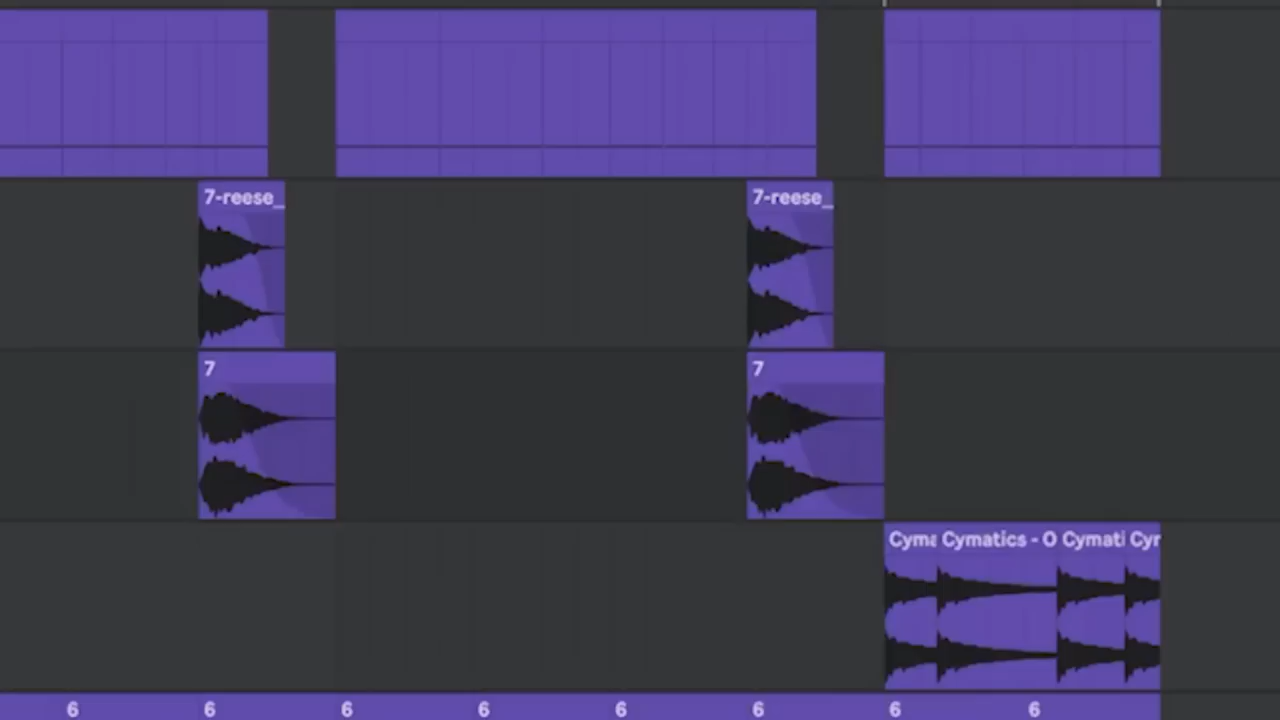 7-reese_ 7-reese_
7 7
Cyma Cymatics - O Cymati Cyr
6 6 6 6 6 6 6 6